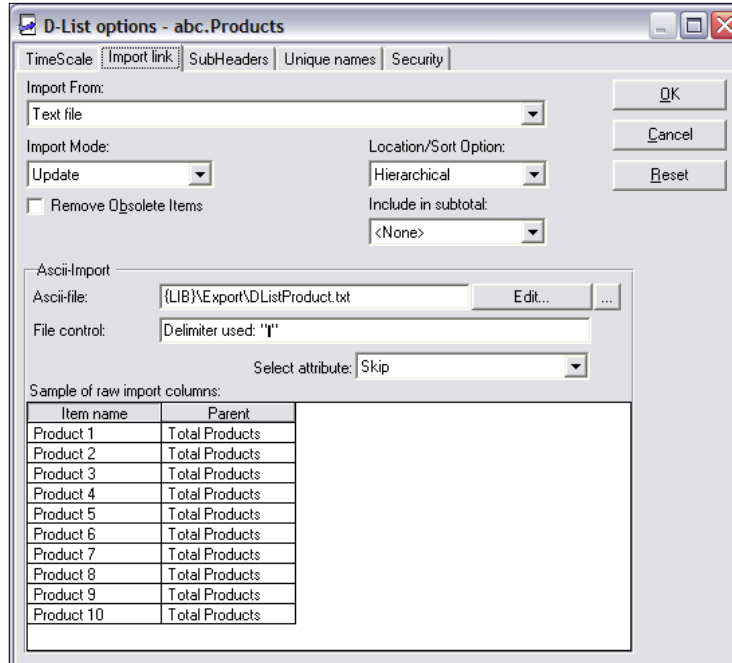 D-List options - abc.Products
TimeScale Import link SubHeaders Unique names Security
Import From:
Text file
OK
Import Mode:
Location/Sort Option:
Cancel
Update
Hierarchical
Reset
Remove Obsolete Items
Include in subtotal:
<None>
Ascii-Import
Ascii-file: {LIB}\Export\DListProduct.txt Edit... ...
File control: Delimiter used: "|"
Select attribute: Skip
Sample of raw import columns:
Item name Parent
Product 1 Total Products
Product 2 Total Products
Product 3 Total Products
Product 4 Total Products
Product 5 Total Products
Product 6 Total Products
Product 7 Total Products
Product 8 Total Products
Product 9 Total Products
Product 10 Total Products